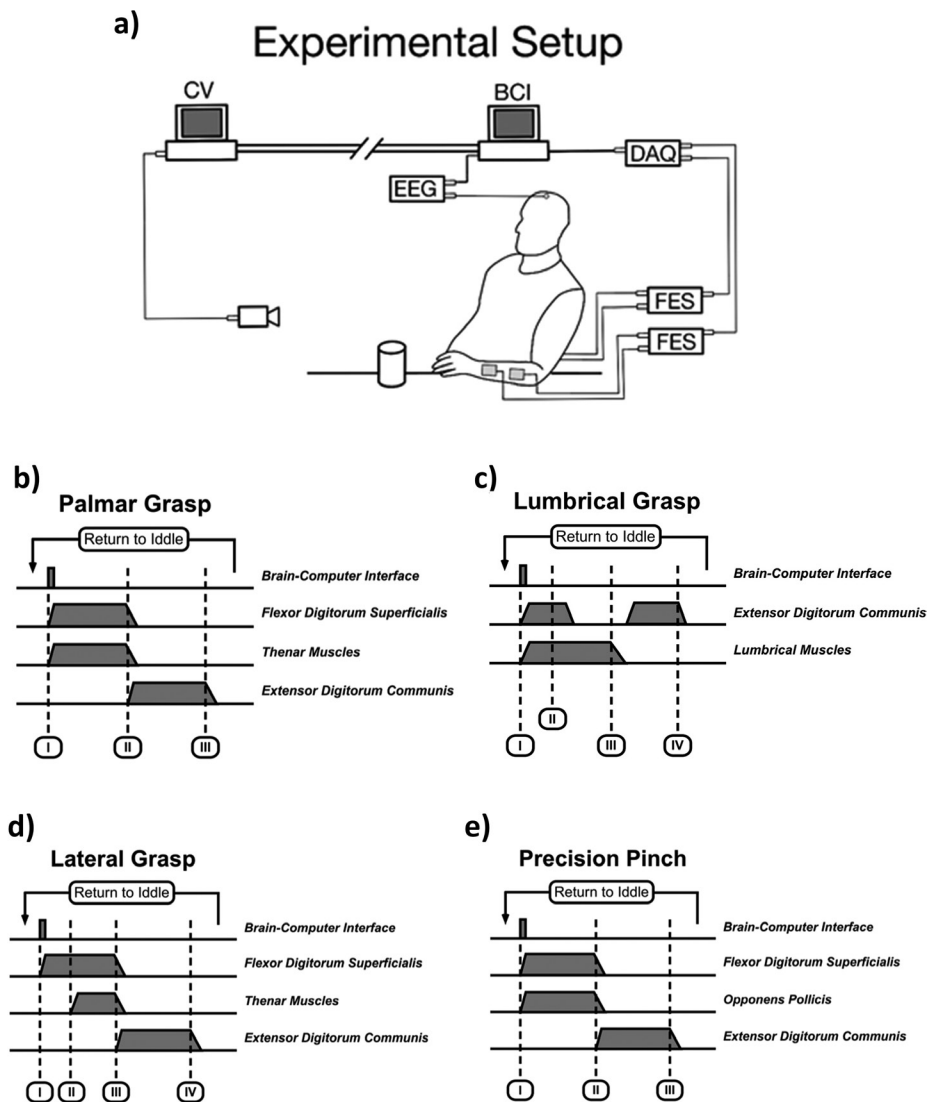 a)
Experimental Setup
CV
BCI
DAQ
EEG
FES
FES
b)
Palmar Grasp
Return to Iddle
Brain-Computer Interface
Flexor Digitorum Superficialis
Thenar Muscles
Extensor Digitorum Communis
I
II
III
c)
Lumbrical Grasp
Return to Iddle
Brain-Computer Interface
Extensor Digitorum Communis
Lumbrical Muscles
II
I
III
IV
d)
Lateral Grasp
Return to Iddle
Brain-Computer Interface
Flexor Digitorum Superficialis
Thenar Muscles
Extensor Digitorum Communis
I
II
III
IV
e)
Precision Pinch
Return to Iddle
Brain-Computer Interface
Flexor Digitorum Superficialis
Opponens Pollicis
Extensor Digitorum Communis
I
II
III